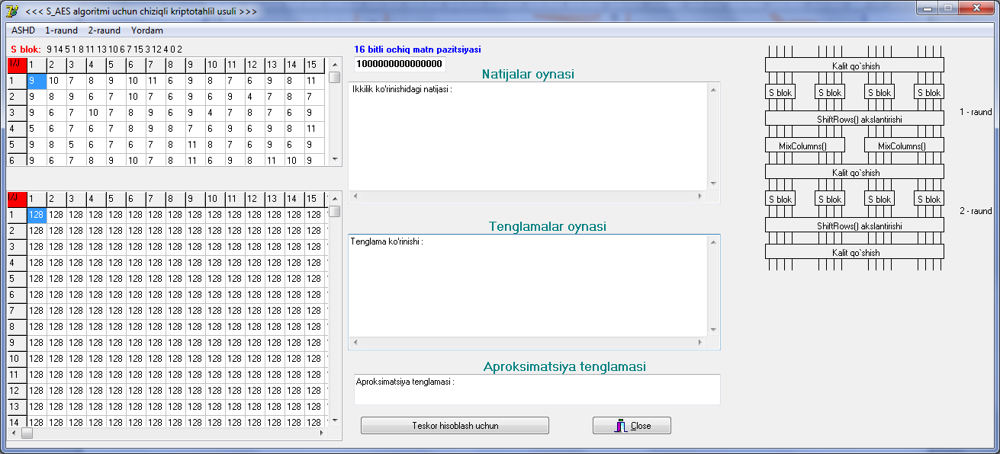 <<< S_AES algoritmi uchun chiziqli kriptotahlil usuli >>>
ASHD 1-raund 2-raund Yordam
S blok: 9 14 5 1 8 11 13 10 6 7 15 3 12 4 0 2
I/J 1 2 3 4 5 6 7 8 9 10 11 12 13 14 15
1 9 10 7 8 9 10 11 6 9 8 7 6 9 8 11
2 9 8 9 6 7 10 7 6 9 6 9 4 7 8 7
3 9 6 7 10 7 8 9 6 9 4 7 8 7 6 9
4 5 6 7 6 7 8 9 8 7 6 9 6 9 8 11
5 9 8 5 6 7 6 7 8 11 8 7 6 9 6 9
6 9 6 7 8 9 10 7 8 11 6 9 8 11 10 9
I/J 1 2 3 4 5 6 7 8 9 10 11 12 13 14 15
1 128 128 128 128 128 128 128 128 128 128 128 128 128 128 128
2 128 128 128 128 128 128 128 128 128 128 128 128 128 128 128
3 128 128 128 128 128 128 128 128 128 128 128 128 128 128 128
4 128 128 128 128 128 128 128 128 128 128 128 128 128 128 128
5 128 128 128 128 128 128 128 128 128 128 128 128 128 128 128
6 128 128 128 128 128 128 128 128 128 128 128 128 128 128 128
7 128 128 128 128 128 128 128 128 128 128 128 128 128 128 128
8 128 128 128 128 128 128 128 128 128 128 128 128 128 128 128
9 128 128 128 128 128 128 128 128 128 128 128 128 128 128 128
10 128 128 128 128 128 128 128 128 128 128 128 128 128 128 128
11 128 128 128 128 128 128 128 128 128 128 128 128 128 128 128
12 128 128 128 128 128 128 128 128 128 128 128 128 128 128 128
13 128 128 128 128 128 128 128 128 128 128 128 128 128 128 128
14 128 128 128 128 128 128 128 128 128 128 128 128 128 128 128
16 bitli ochiq matn pazitsiyasi
1000000000000000
Natijalar oynasi
Ikkilik ko'rinishidagi natijasi :
Tenglamalar oynasi
Tenglama ko'rinishi :
Aproksimatsiya tenglamasi
Aproksimatsiya tenglamasi :
Teskor hisoblash uchun
Close
Kalit qo`shish
S blok S blok S blok S blok
1 - raund
ShiftRows() akslantirishi
MixColumns() MixColumns()
Kalit qo`shish
S blok S blok S blok S blok
2 - raund
ShiftRows() akslantirishi
Kalit qo`shish